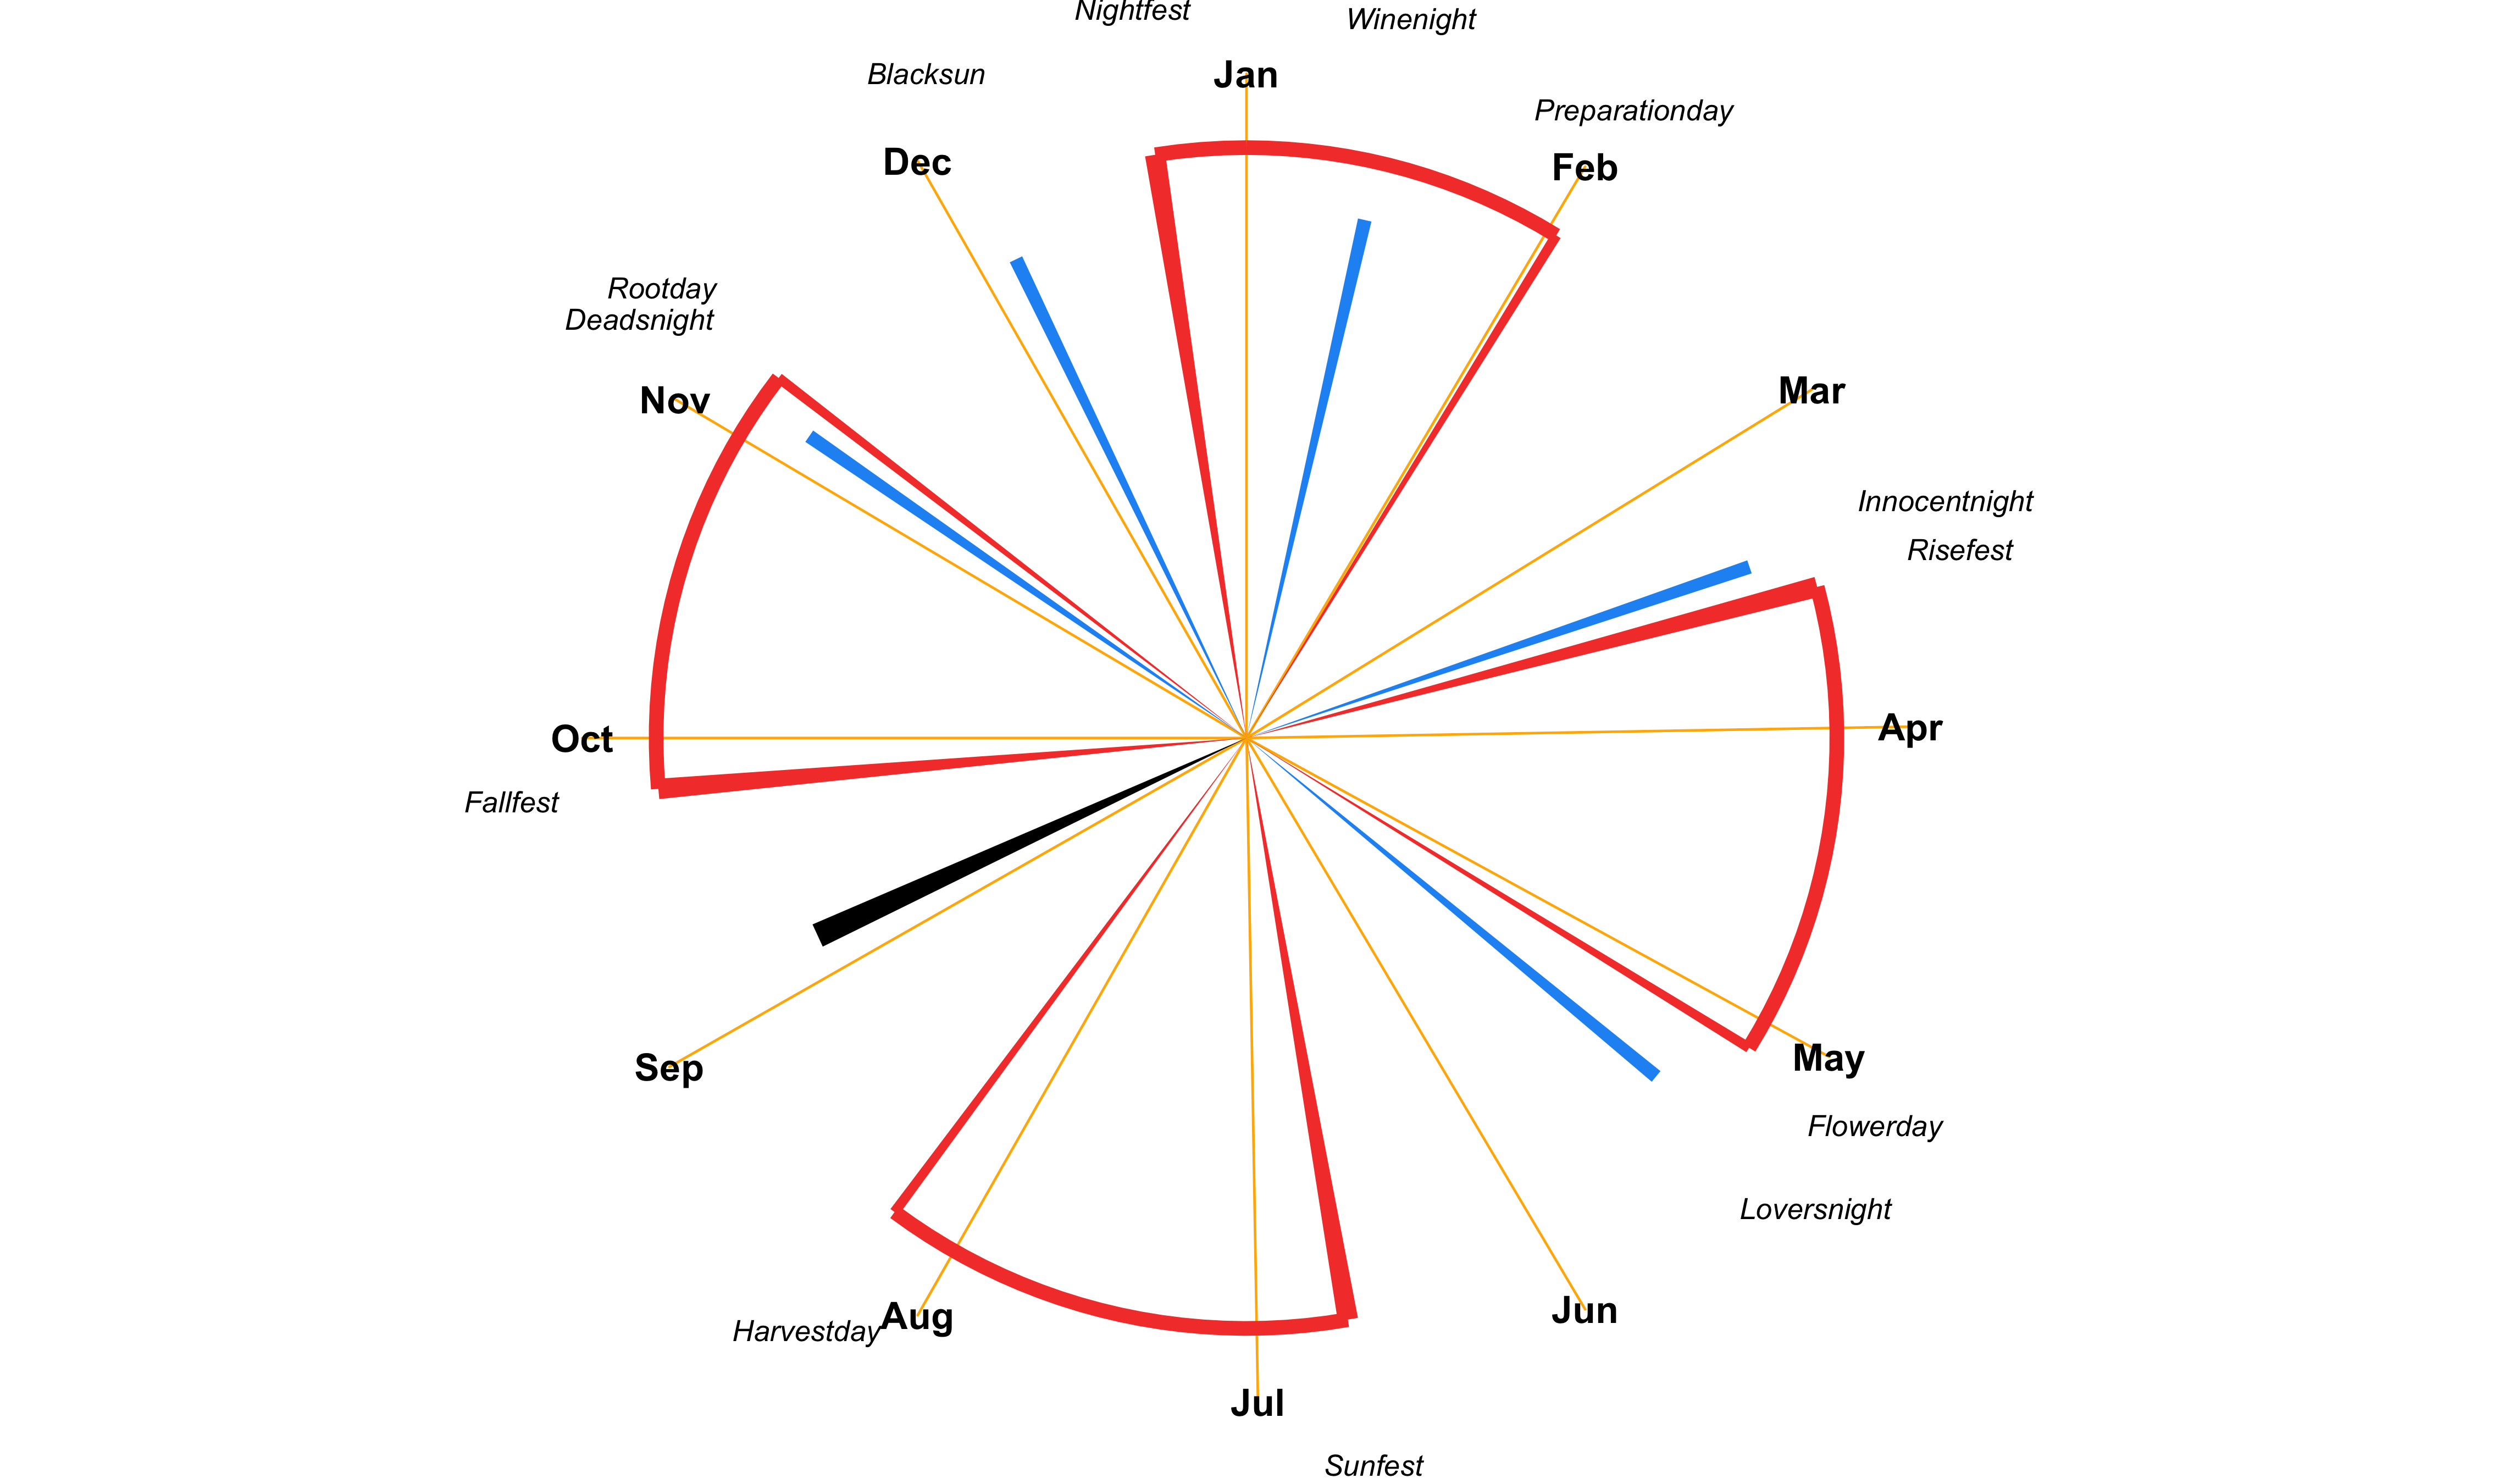 Nightfest
Winenight
Blacksun
Jan
Preparationday
Dec
Feb
Rootday
Deadsnight
Nov
Mar
Innocentnight
Risefest
Oct
Apr
Fallfest
Sep
May
Flowerday
Loversnight
Harvestday
Aug
Jun
Jul
Sunfest